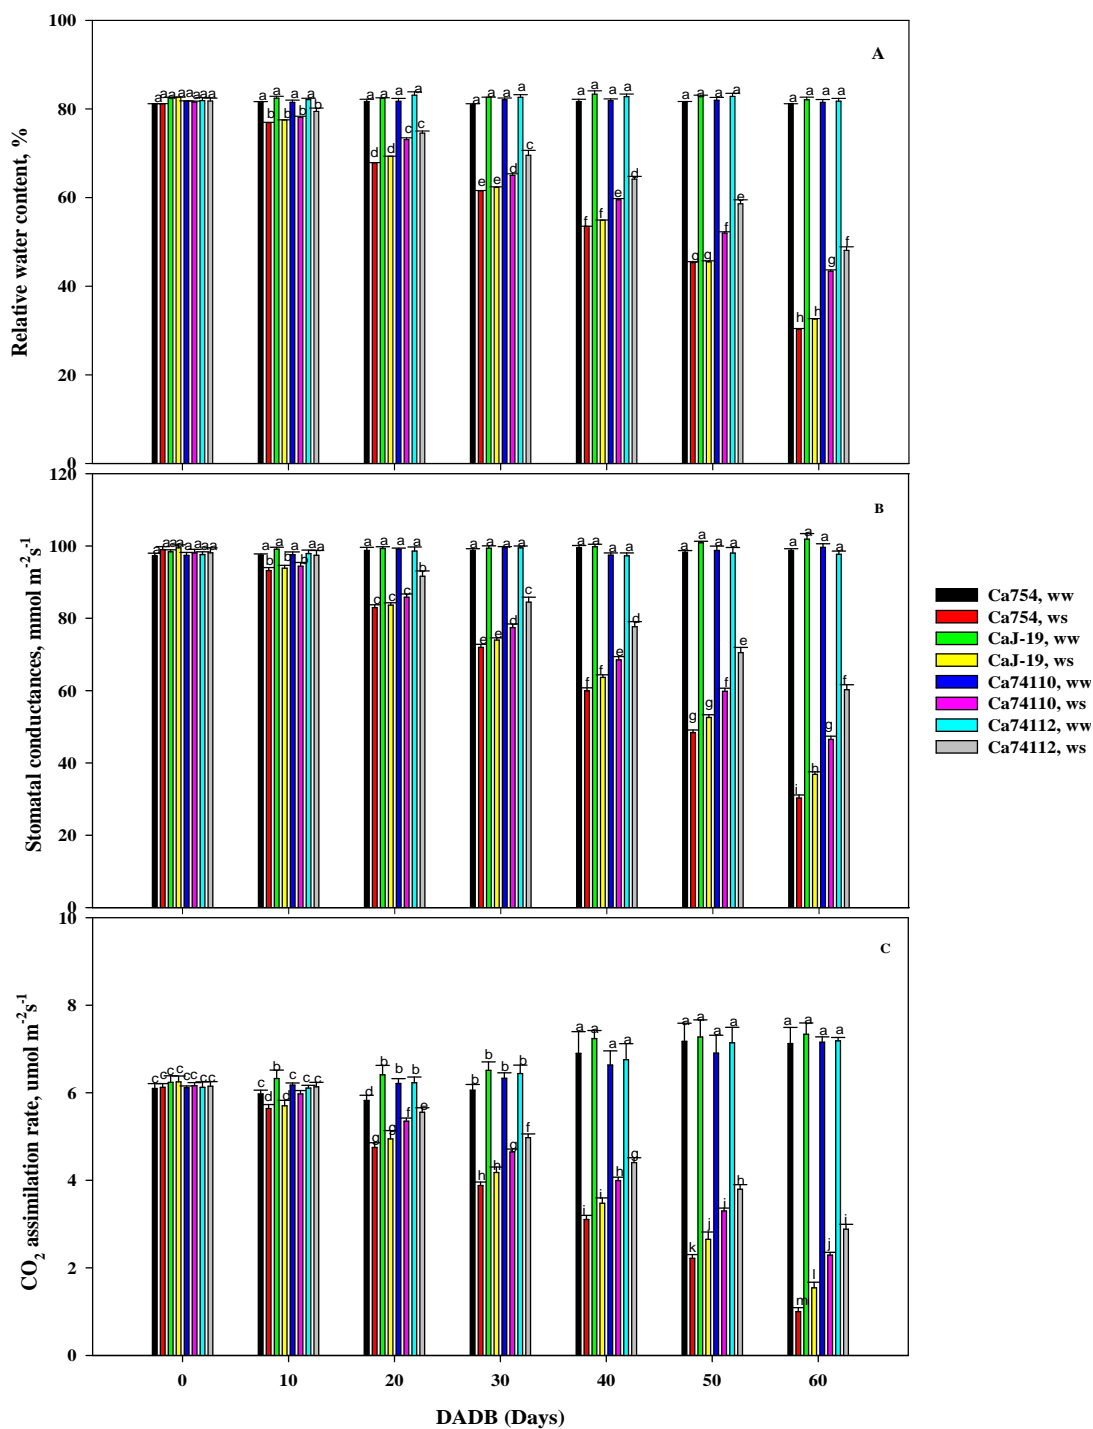 100
80
60
40
20
0
Relative water content, %
A
a a a a a a a a
a b a b a b a b
a d a d a c a c
a e a e a d a c
a f a f a e a d
a g a g a f a e
a h a h a g a f
120
100
80
60
40
20
0
Stomatal conductances, mmol m⁻²s⁻¹
B
a a a a a a a a
a b a b a b a a
a c a c a c a b
a e a e a d a c
a f a f a e a d
a g a g a f a e
a i a h a g a f
10
8
6
4
2
0
CO₂ assimilation rate, umol m⁻²s⁻¹
C
c c c c c c c c
c d b d c c c c
d g b g b f b e
b h b h b g b f
a i a i a h a g
a k a j a j a h
a m a l a j a i
0 10 20 30 40 50 60
DADB (Days)
Ca754, ww
Ca754, ws
CaJ-19, ww
CaJ-19, ws
Ca74110, ww
Ca74110, ws
Ca74112, ww
Ca74112, ws